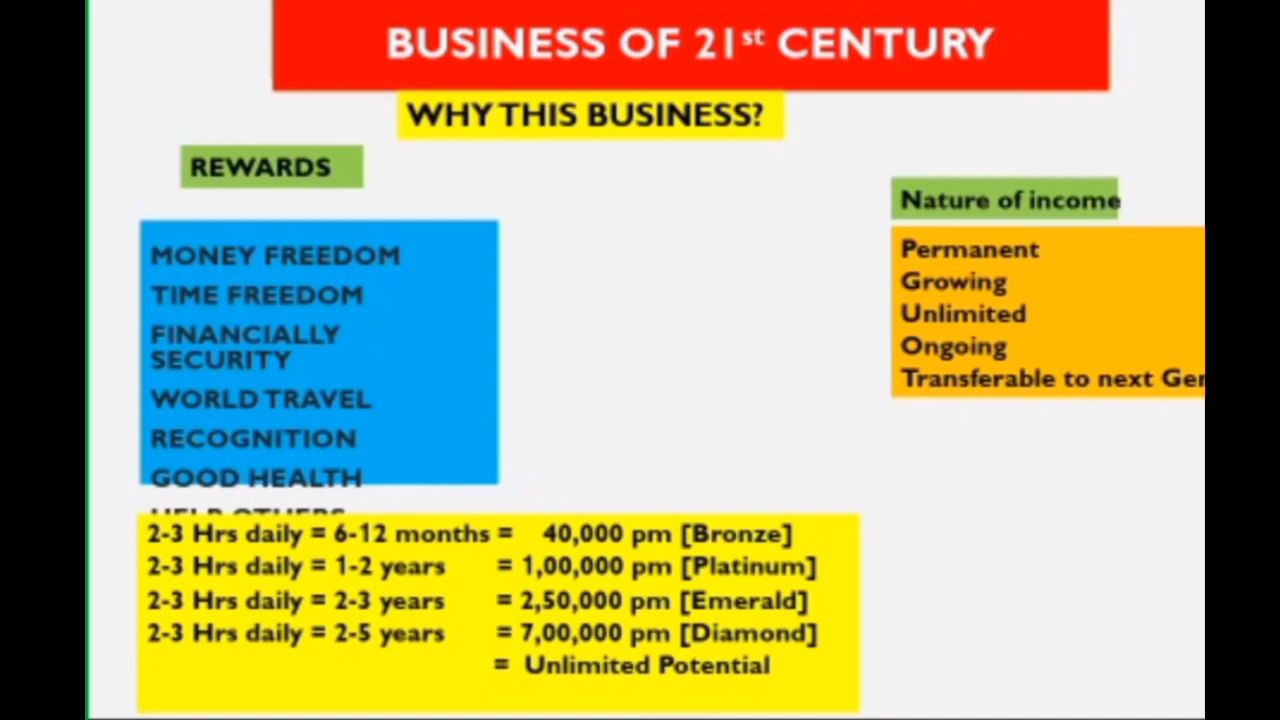 BUSINESS OF 21st CENTURY
WHY THIS BUSINESS?
REWARDS
MONEY FREEDOM
TIME FREEDOM
FINANCIALLY
SECURITY
WORLD TRAVEL
RECOGNITION
GOOD HEALTH
HELP OTHERS
Nature of income
Permanent
Growing
Unlimited
Ongoing
Transferable to next
2-3 Hrs daily = 6-12 months = 40,000 pm [Bronze]
2-3 Hrs daily = 1-2 years = 1,00,000 pm [Platinum]
2-3 Hrs daily = 2-3 years = 2,50,000 pm [Emerald]
2-3 Hrs daily = 2-5 years = 7,00,000 pm [Diamond]
= Unlimited Potential